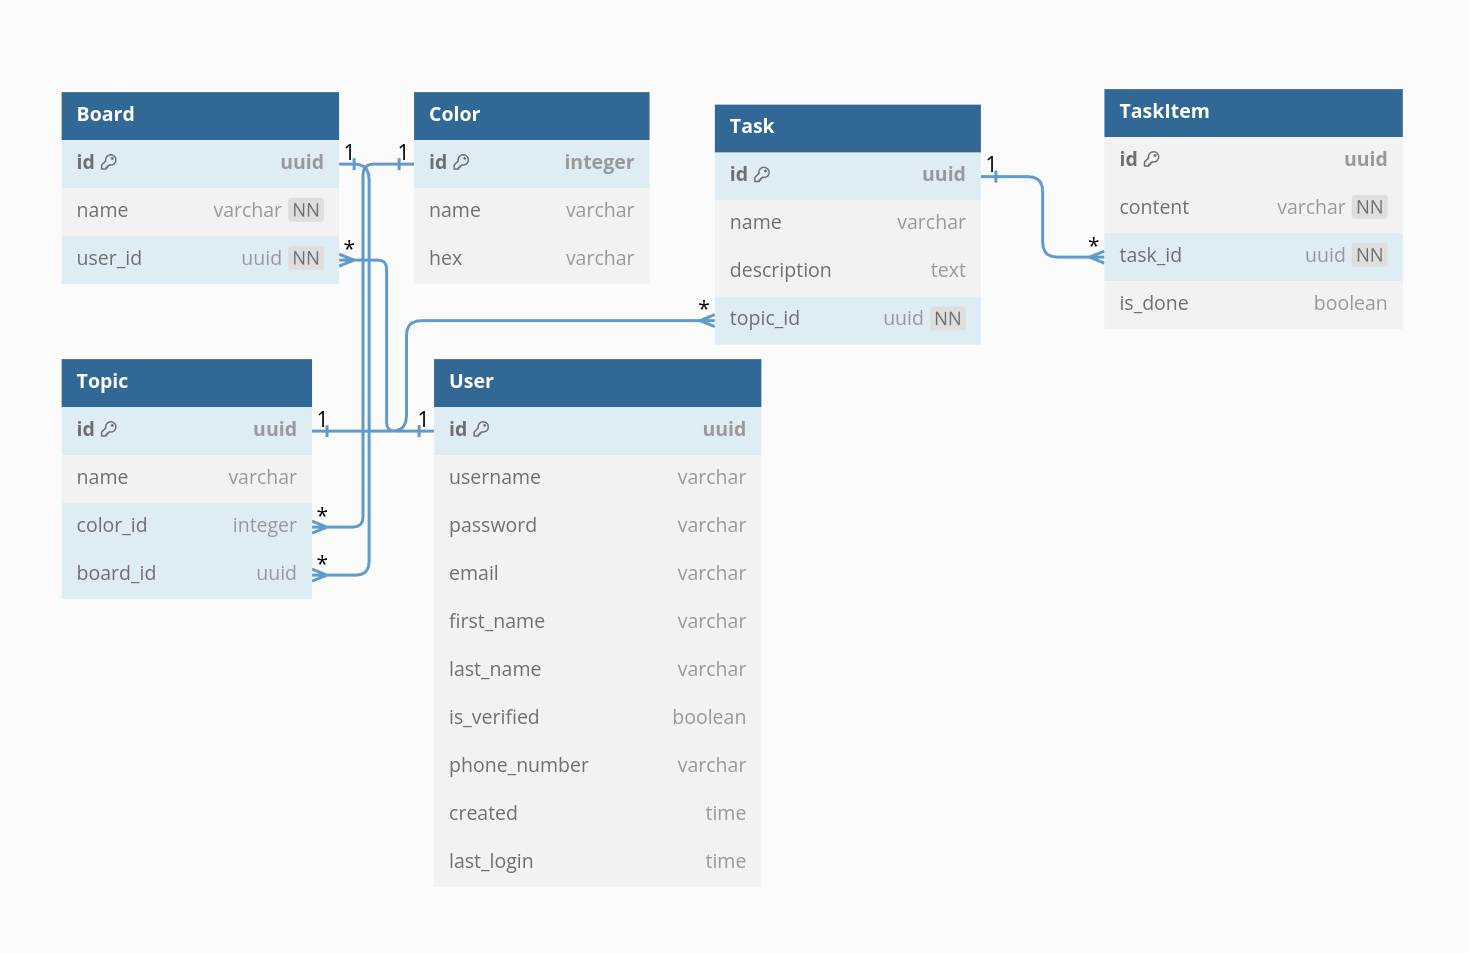 Board
id uuid
name varchar NN
user_id uuid NN
1
*
Color
1
id integer
name varchar
hex varchar
Task
id uuid
name varchar
description text
topic_id uuid NN
1
*
TaskItem
id uuid
content varchar NN
task_id uuid NN
is_done boolean
*
Topic
id uuid
name varchar
color_id integer
board_id uuid
1
*
*
User
1
id uuid
username varchar
password varchar
email varchar
first_name varchar
last_name varchar
is_verified boolean
phone_number varchar
created time
last_login time